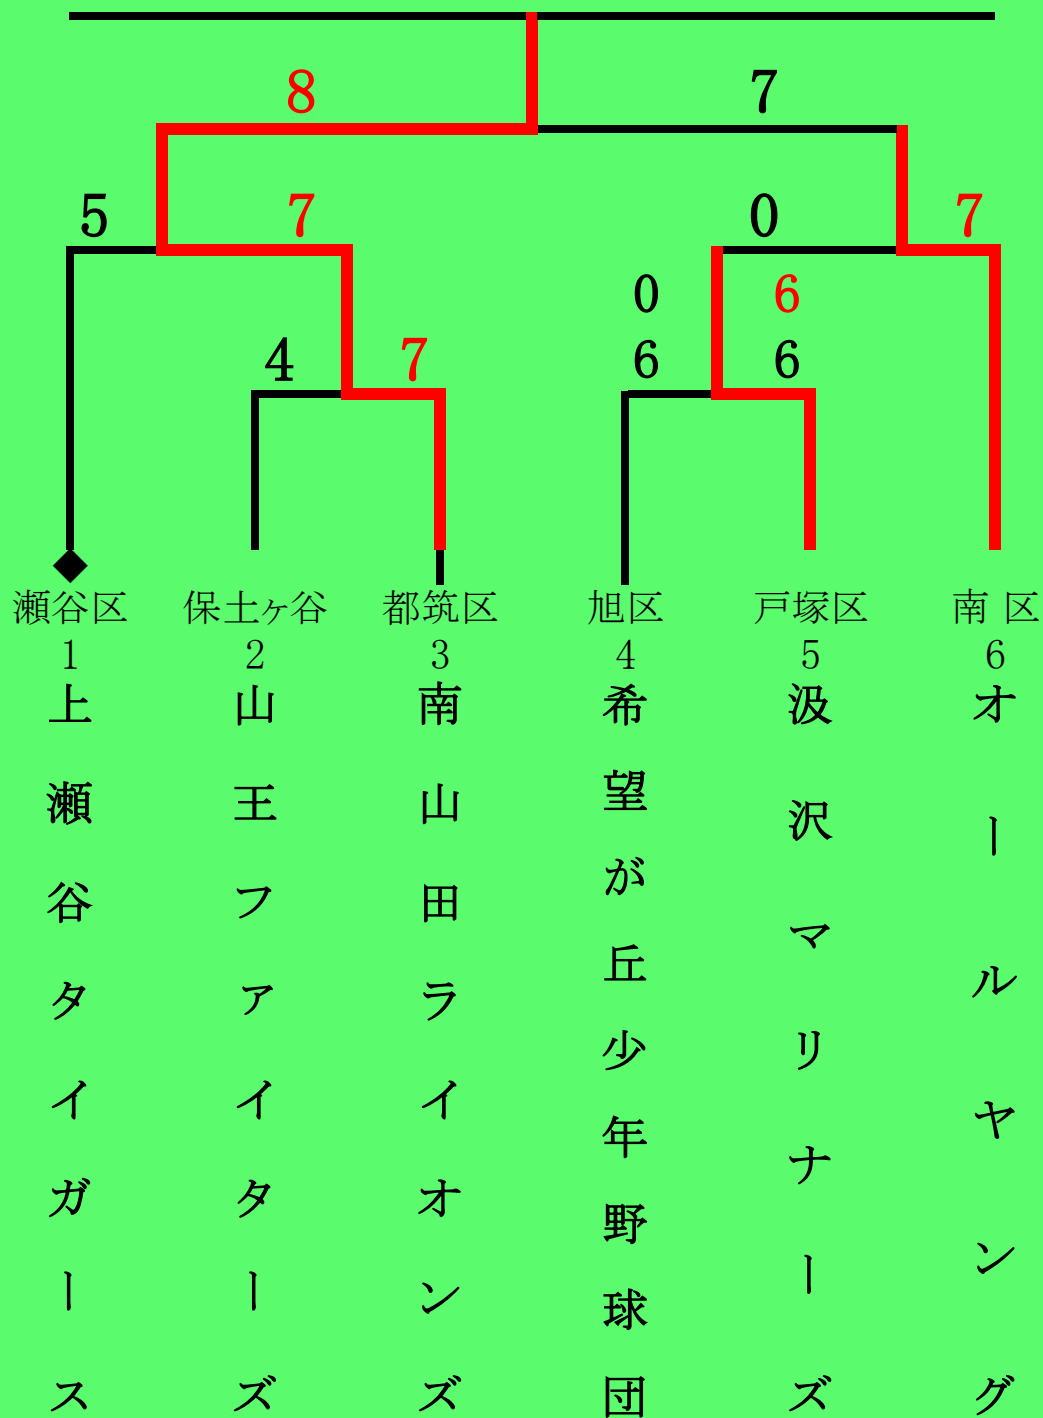 8 7
5 7 0 7
0 6
4 7 6 6
瀬谷区 保土ヶ谷 都筑区 旭区 戸塚区 南 区
1 2 3 4 5 6
上瀬谷タイガース
山王ファイターズ
南山田ライオンズ
希望が丘少年野球団
汲沢マリナーズ
オールヤング